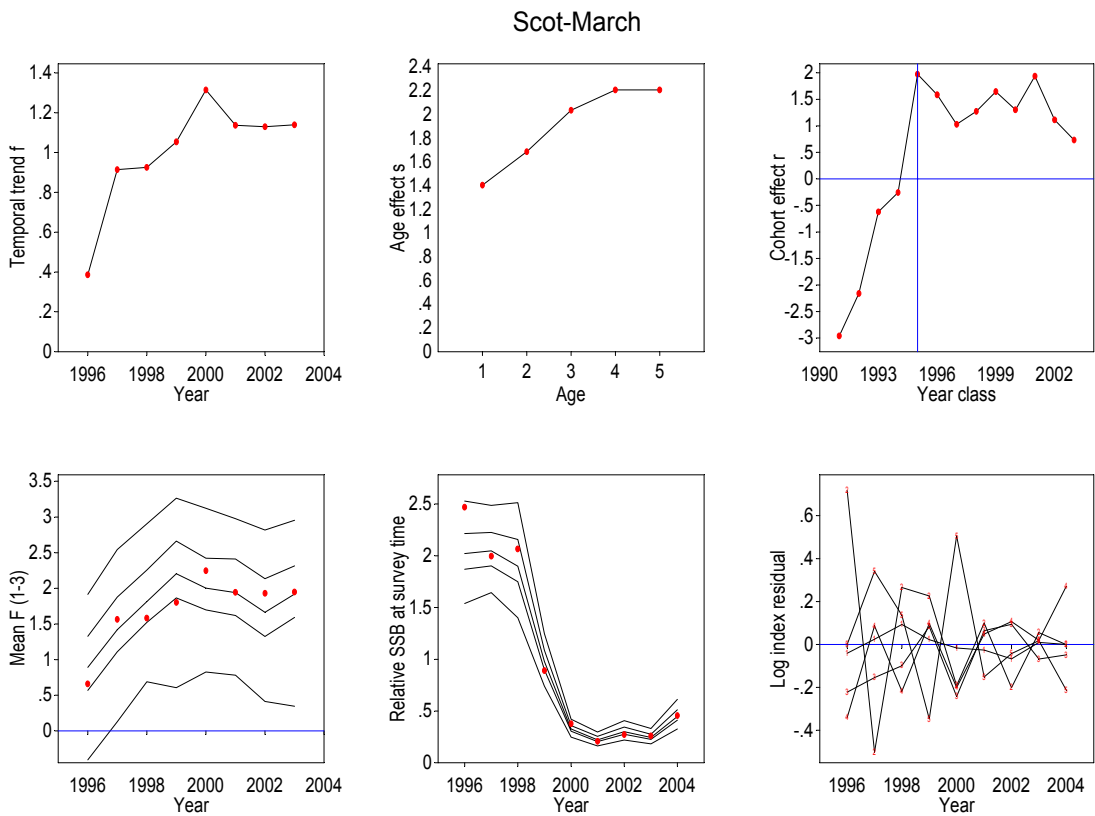 Scot-March
Temporal trend f
1.4
1.2
1
.8
.6
.4
.2
0
1996 1998 2000 2002 2004
Year
Age effect s
2.4
2.2
2
1.8
1.6
1.4
1.2
1
.8
.6
.4
.2
0
1 2 3 4 5
Age
Cohort effect r
2
1.5
1
.5
0
-.5
-1
-1.5
-2
-2.5
-3
1990 1993 1996 1999 2002
Year class
Mean F (1-3)
3.5
3
2.5
2
1.5
1
.5
0
1996 1998 2000 2002 2004
Year
Relative SSB at survey time
2.5
2
1.5
1
.5
0
1996 1998 2000 2002 2004
Year
Log index residual
.6
.4
.2
0
-.2
-.4
1996 1998 2000 2002 2004
Year